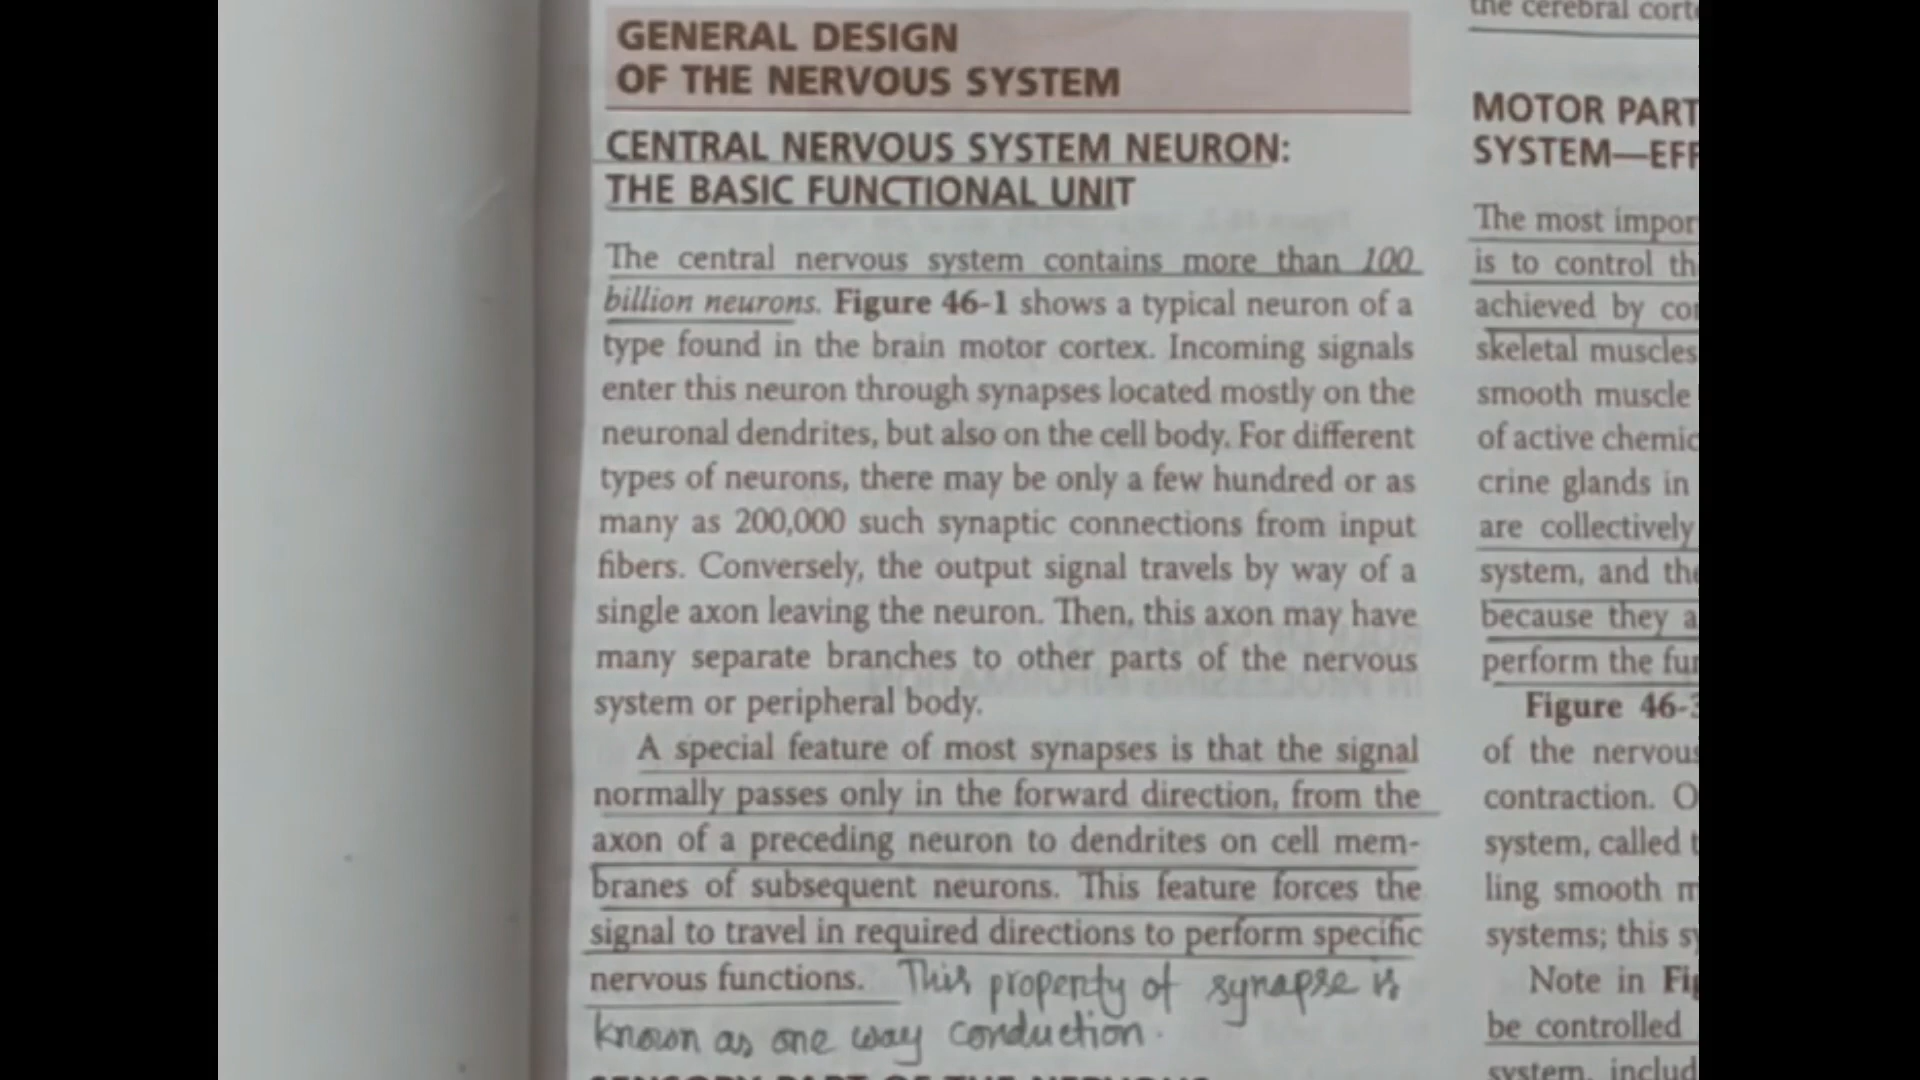 GENERAL DESIGN
OF THE NERVOUS SYSTEM
CENTRAL NERVOUS SYSTEM NEURON:
THE BASIC FUNCTIONAL UNIT
The central nervous system contains more than 100
billion neurons. Figure 46-1 shows a typical neuron of a
type found in the brain motor cortex. Incoming signals
enter this neuron through synapses located mostly on the
neuronal dendrites, but also on the cell body. For different
types of neurons, there may be only a few hundred or as
many as 200,000 such synaptic connections from input
fibers. Conversely, the output signal travels by way of a
single axon leaving the neuron. Then, this axon may have
many separate branches to other parts of the nervous
system or peripheral body.
A special feature of most synapses is that the signal
normally passes only in the forward direction, from the
axon of a preceding neuron to dendrites on cell mem-
branes of subsequent neurons. This feature forces the
signal to travel in required directions to perform specific
nervous functions. This property of synapse is
known as one way conduction.
SENSORY PART OF THE NERVOUS
the cerebral
MOTOR PART
SYSTEM—
The most
is to control
achieved by
skeletal muscles
smooth muscle
of active
crine glands in
are collectively
system, and
because they
perform the
Figure 46-3
of the
contraction.
system, called
ling smooth
systems; this
Note in
be controlled
system,